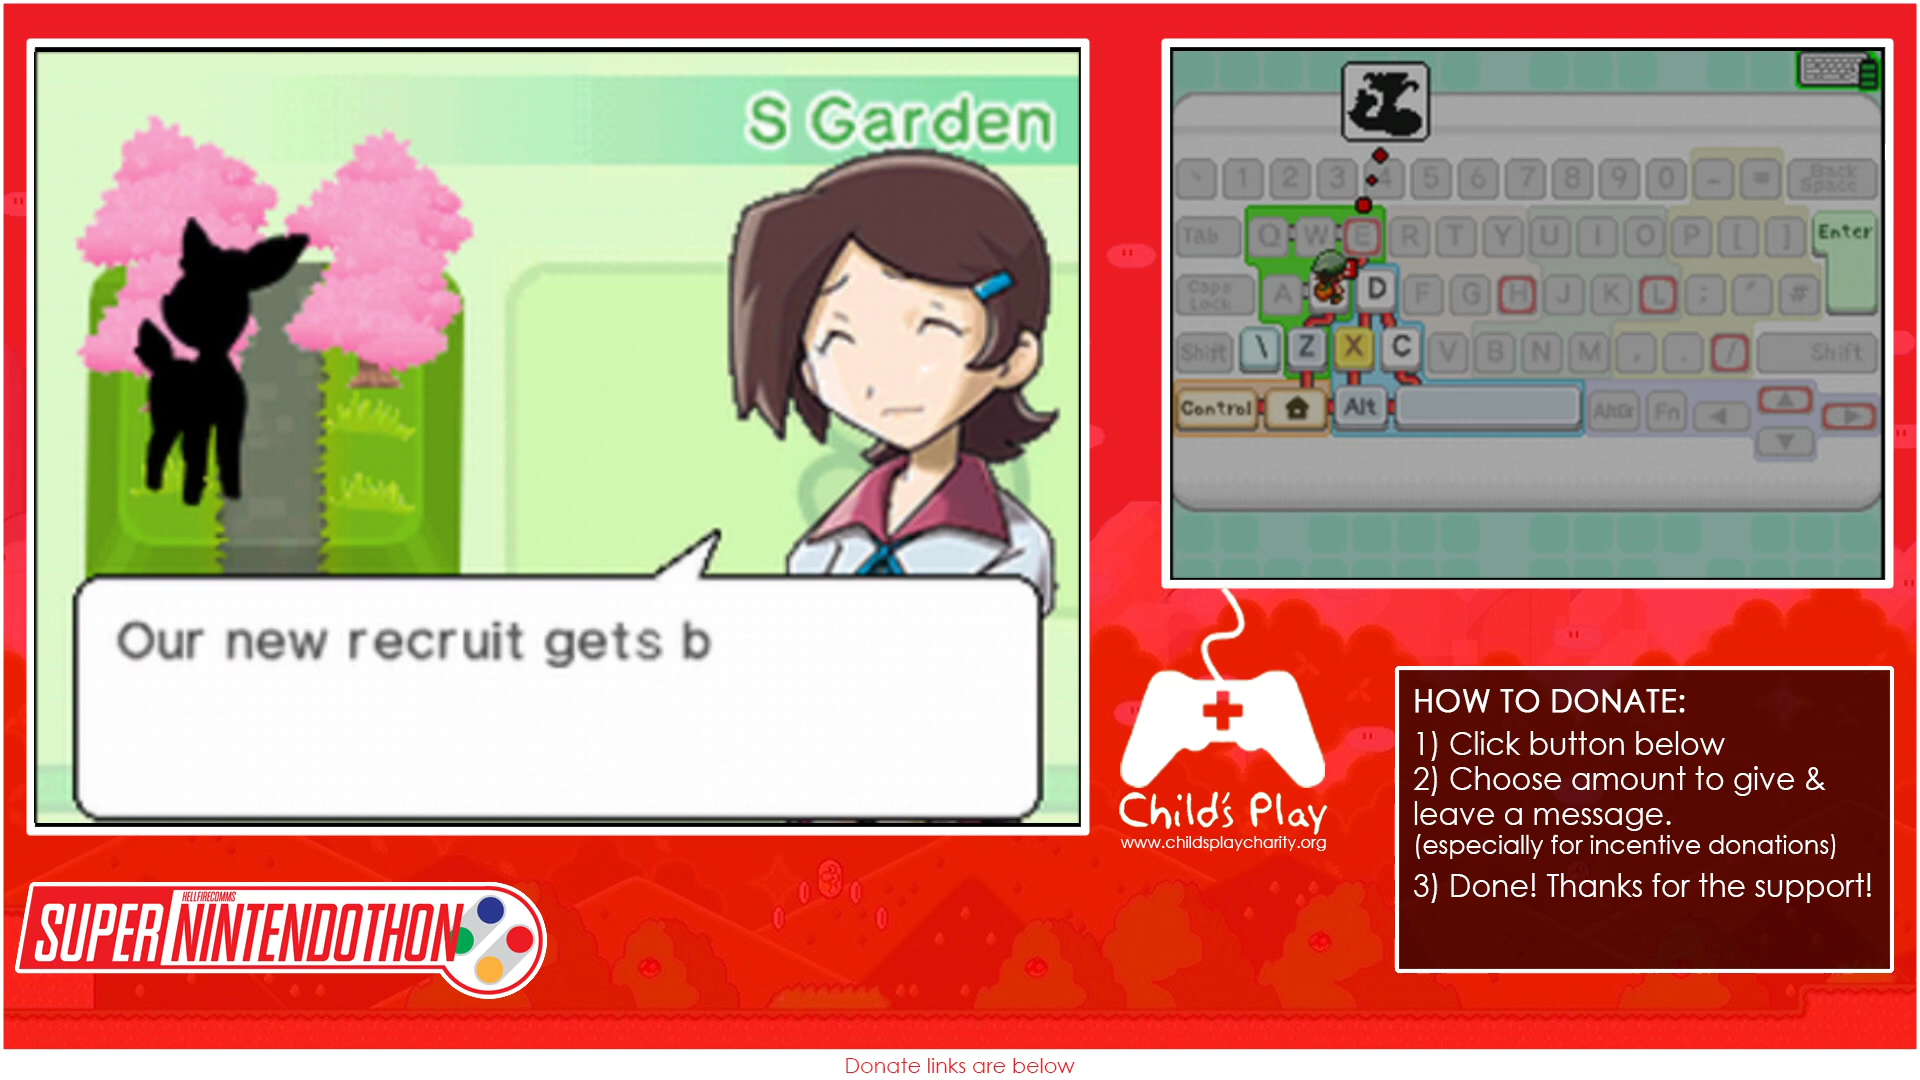 S Garden
Our new recruit gets b
` 1 2 3 4 5 6 7 8 9 0 - = Back Space
Tab Q W E R T Y U I O P [ ] Enter
Caps Lock A D F G H J K L ; ' #
Shift \ Z X C V B N M , . / Shift
Control Alt AltGr Fn
Child's Play
www.childsplaycharity.org
HOW TO DONATE:
1) Click button below
2) Choose amount to give &
leave a message.
(especially for incentive donations)
3) Done! Thanks for the support!
HELLFIRECOMMS
SUPER NINTENDOTHON
Donate links are below